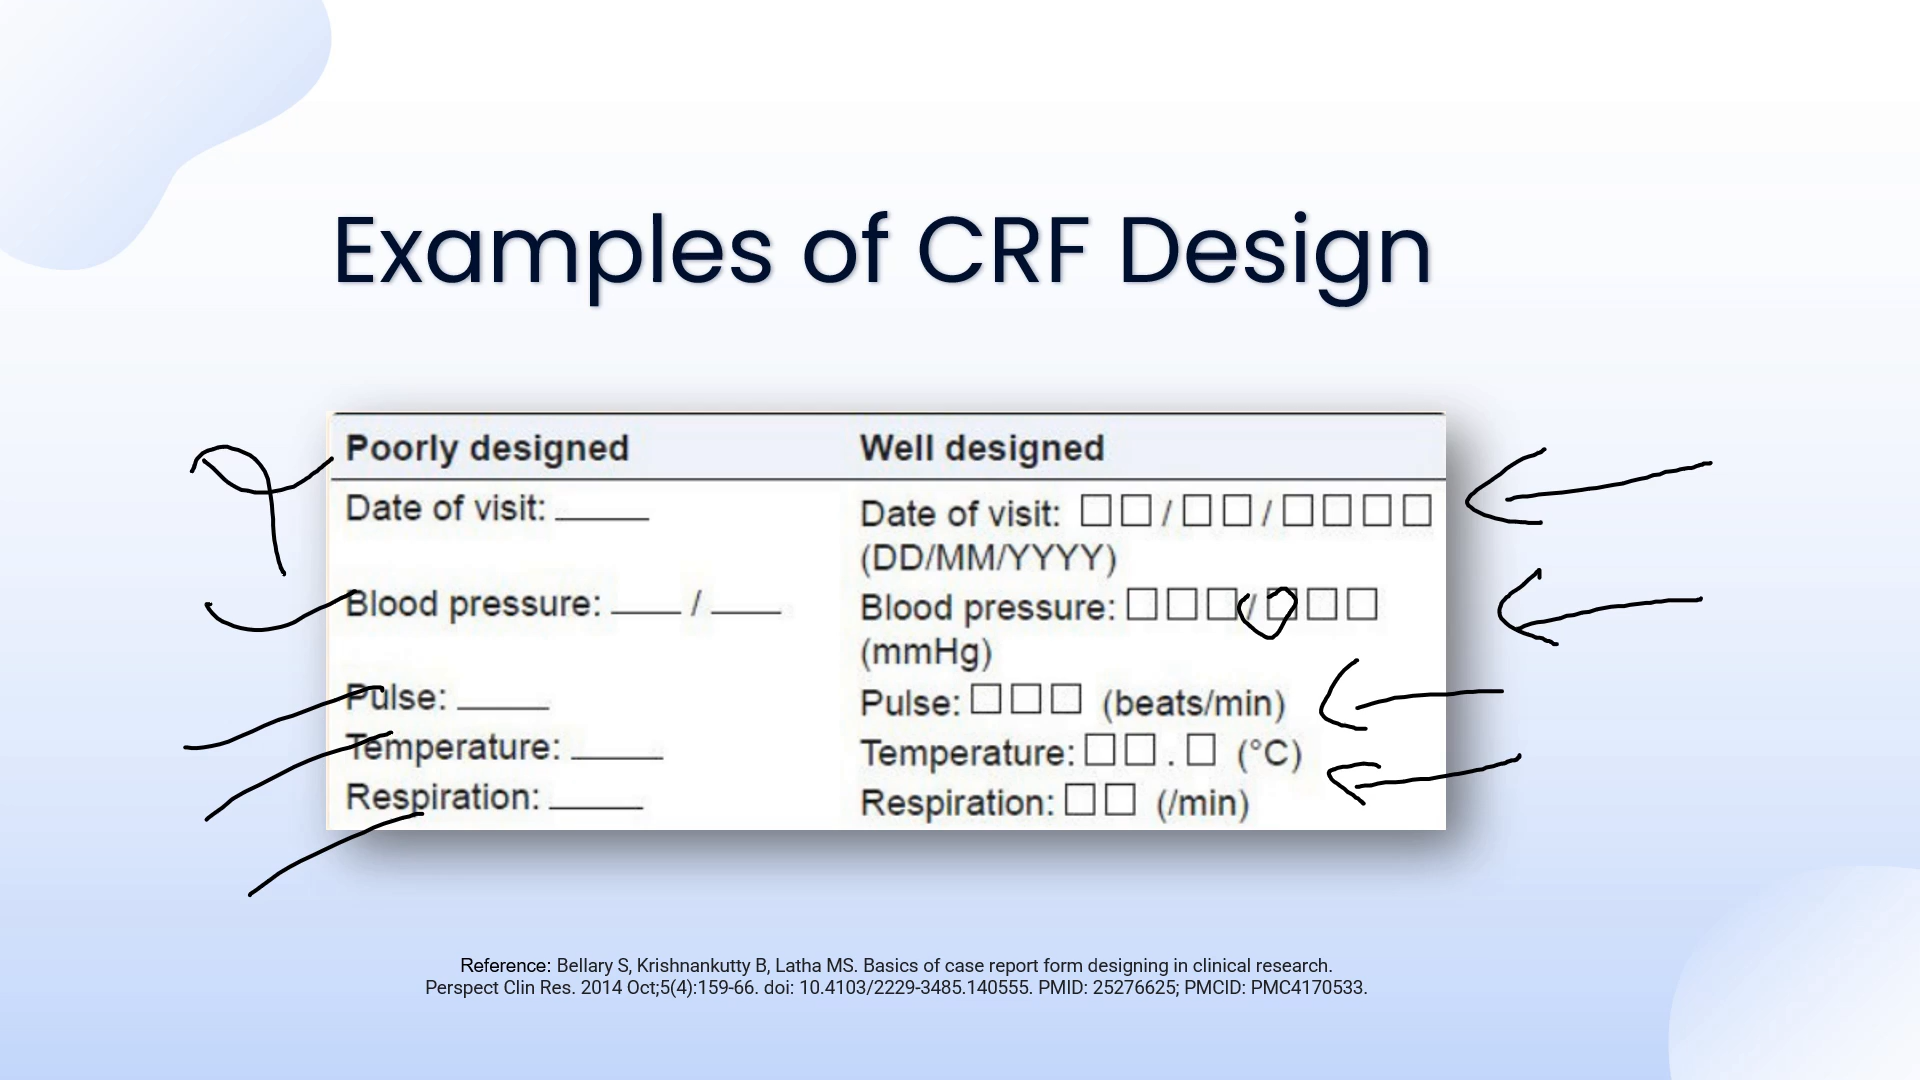 Examples of CRF Design
Poorly designed
Date of visit: _____
Blood pressure: ____ / ____
Pulse: _____
Temperature: _____
Respiration: _____
Well designed
Date of visit: □□/□□/□□□□
(DD/MM/YYYY)
Blood pressure: □□□/□□□
(mmHg)
Pulse: □□□ (beats/min)
Temperature: □□.□ (°C)
Respiration: □□ (/min)
Reference: Bellary S, Krishnankutty B, Latha MS. Basics of case report form designing in clinical research.
Perspect Clin Res. 2014 Oct;5(4):159-66. doi: 10.4103/2229-3485.140555. PMID: 25276625; PMCID: PMC4170533.